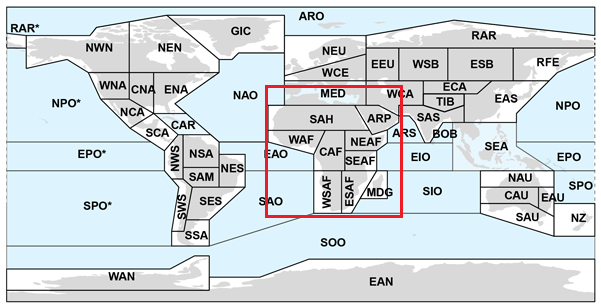 ARO
RAR*
GIC
RAR
NWN
NEN
NEU
EEU
WSB
ESB
RFE
WCE
WNA
CNA
ENA
MED
WCA
ECA
TIB
EAS
NPO*
NAO
NPO
NCA
SAH
ARP
SAS
CAR
SCA
WAF
CAF
NEAF
ARS
BOB
SEA
EPO*
NWS
NSA
EAO
SEAF
EIO
EPO
NES
SAM
NAU
SPO
SPO*
SWS
SES
SAO
WSAF
ESAF
MDG
SIO
CAU
EAU
SAU
NZ
SSA
SOO
WAN
EAN